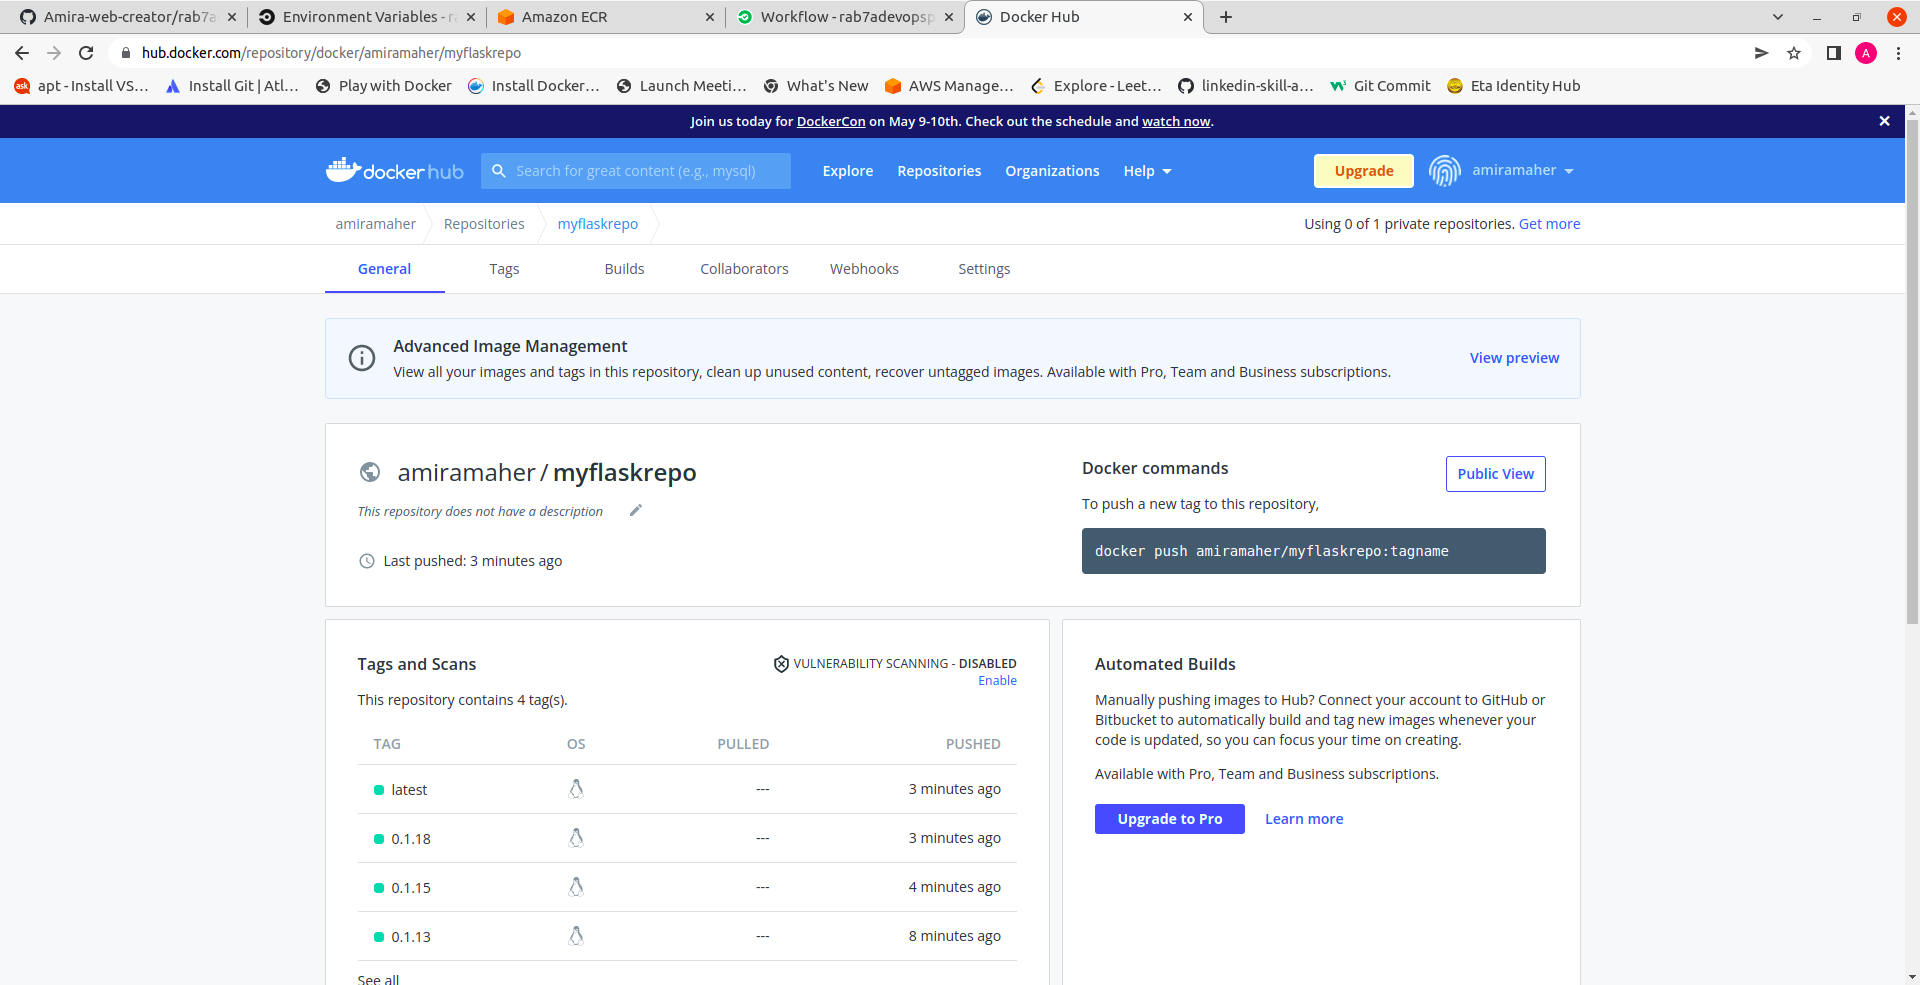 Amira-web-creator/rab7a
Environment Variables - ra
Amazon ECR
Workflow - rab7adevopsp
Docker Hub
hub.docker.com/repository/docker/amiramaher/myflaskrepo
A
ask
apt - Install VS...
Install Git | Atl...
Play with Docker
Install Docker...
Launch Meeti...
What's New
AWS Manage...
Explore - Leet...
linkedin-skill-a...
Git Commit
Eta Identity Hub
Join us today for DockerCon on May 9-10th. Check out the schedule and watch now.
docker hub
Search for great content (e.g., mysql)
Explore
Repositories
Organizations
Help
Upgrade
amiramaher
amiramaher
Repositories
myflaskrepo
Using 0 of 1 private repositories. Get more
General
Tags
Builds
Collaborators
Webhooks
Settings
Advanced Image Management
View all your images and tags in this repository, clean up unused content, recover untagged images. Available with Pro, Team and Business subscriptions.
View preview
amiramaher / myflaskrepo
This repository does not have a description
Last pushed: 3 minutes ago
Docker commands
Public View
To push a new tag to this repository,
docker push amiramaher/myflaskrepo:tagname
Tags and Scans
VULNERABILITY SCANNING - DISABLED
Enable
This repository contains 4 tag(s).
TAG OS PULLED PUSHED
latest --- 3 minutes ago
0.1.18 --- 3 minutes ago
0.1.15 --- 4 minutes ago
0.1.13 --- 8 minutes ago
See all
Automated Builds
Manually pushing images to Hub? Connect your account to GitHub or
Bitbucket to automatically build and tag new images whenever your
code is updated, so you can focus your time on creating.
Available with Pro, Team and Business subscriptions.
Upgrade to Pro
Learn more